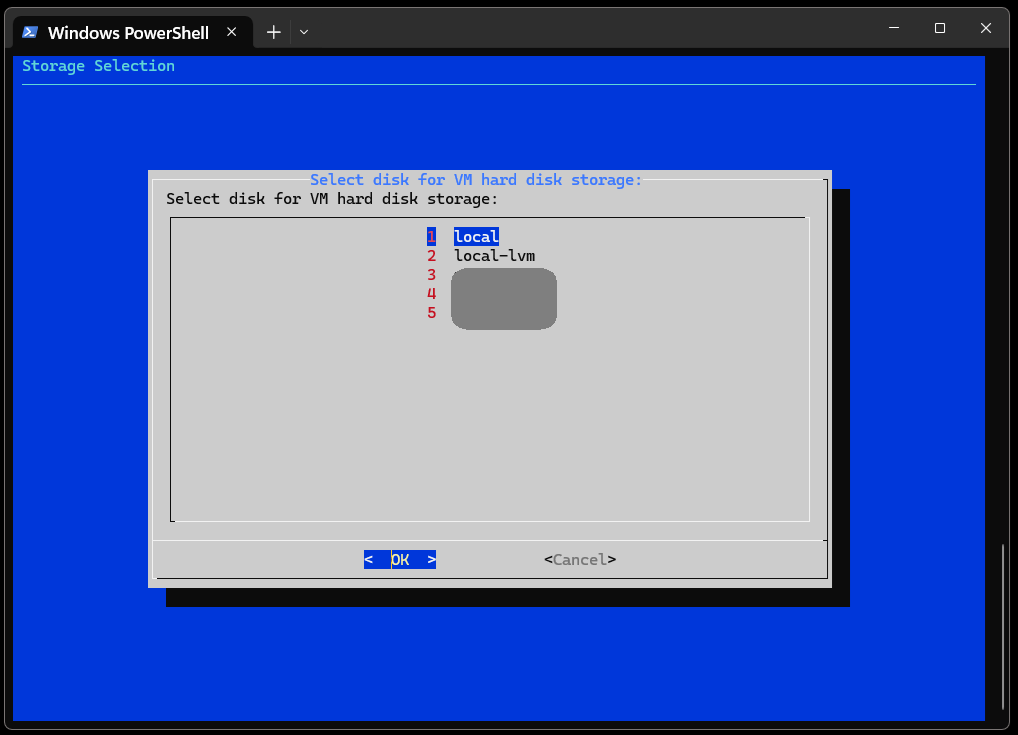 Windows PowerShell
Storage Selection
Select disk for VM hard disk storage:
Select disk for VM hard disk storage:
1 local
2 local-lvm
3
4
5
< OK > <Cancel>